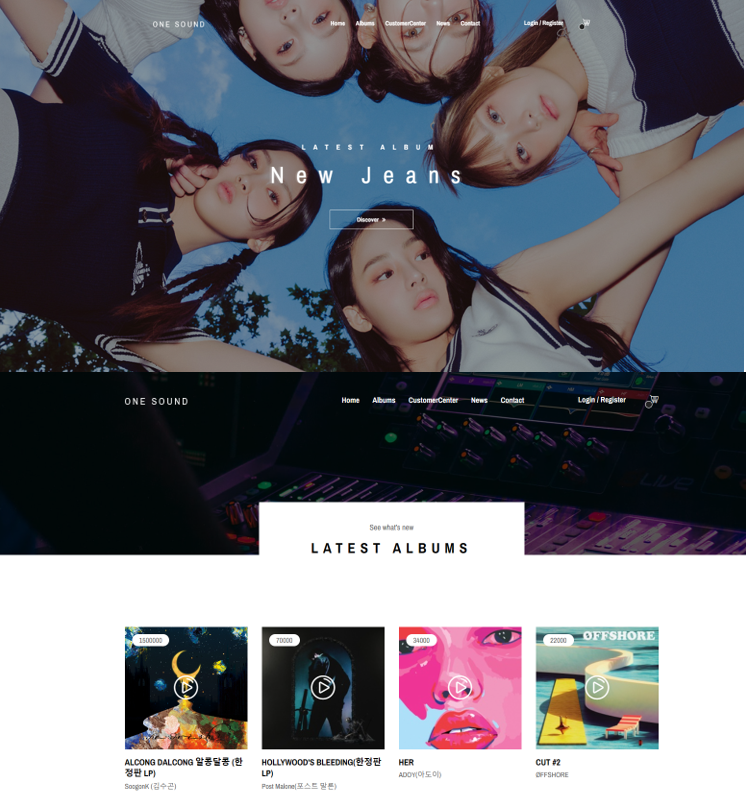 ONE SOUND
Home Albums CustomerCenter News Contact
Login / Register
LATEST ALBUM
New Jeans
Discover »
ONE SOUND
Home Albums CustomerCenter News Contact
Login / Register
LIVE
See what's new
LATEST ALBUMS
1500000
70000
34000
22000
OFFSHORE
ALCONG DALCONG 알콩달콩 (한
정판 LP)
SoogonK (김수곤)
HOLLYWOOD'S BLEEDING(한정판
LP)
Post Malone(포스트 말론)
HER
ADOY(아도이)
CUT #2
ØFFSHORE